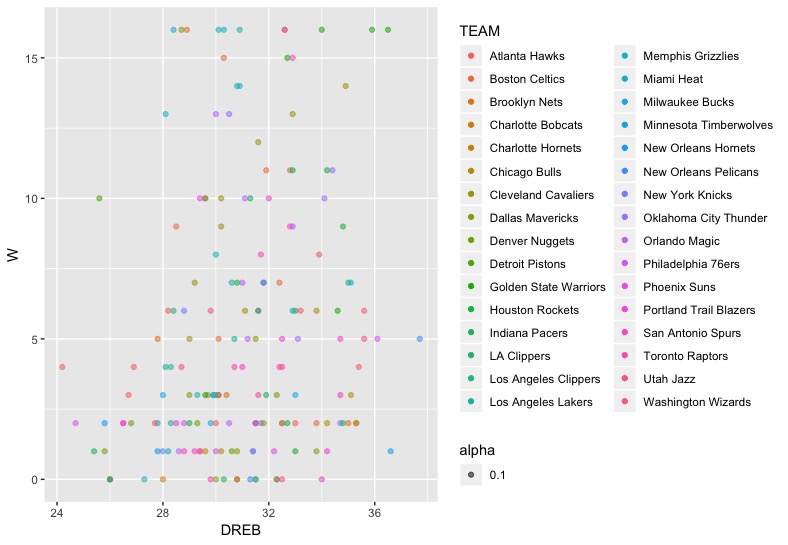 W
15
10
5
0
24
28
32
36
DREB
TEAM
Atlanta Hawks
Boston Celtics
Brooklyn Nets
Charlotte Bobcats
Charlotte Hornets
Chicago Bulls
Cleveland Cavaliers
Dallas Mavericks
Denver Nuggets
Detroit Pistons
Golden State Warriors
Houston Rockets
Indiana Pacers
LA Clippers
Los Angeles Clippers
Los Angeles Lakers
Memphis Grizzlies
Miami Heat
Milwaukee Bucks
Minnesota Timberwolves
New Orleans Hornets
New Orleans Pelicans
New York Knicks
Oklahoma City Thunder
Orlando Magic
Philadelphia 76ers
Phoenix Suns
Portland Trail Blazers
San Antonio Spurs
Toronto Raptors
Utah Jazz
Washington Wizards
alpha
0.1